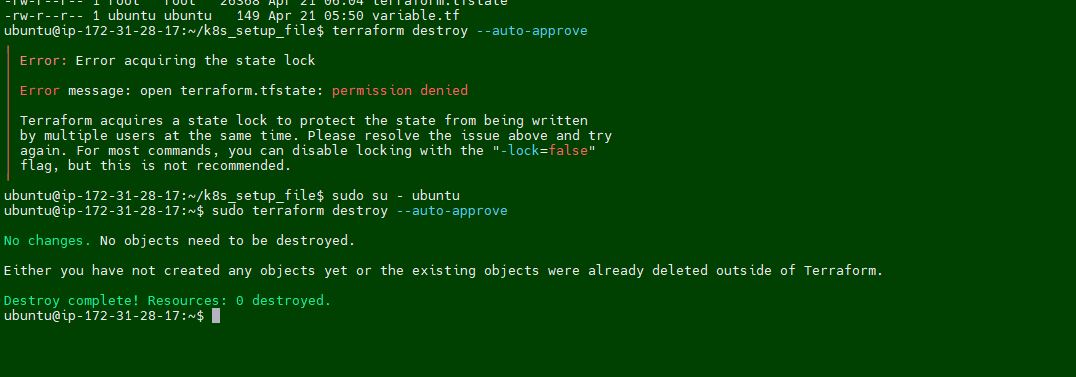 -rw-r--r-- 1 root   root   26368 Apr 21 06:04 terraform.tfstate
-rw-r--r-- 1 ubuntu ubuntu   149 Apr 21 05:50 variable.tf
ubuntu@ip-172-31-28-17:~/k8s_setup_file$ terraform destroy --auto-approve
Error: Error acquiring the state lock
Error message: open terraform.tfstate: permission denied
Terraform acquires a state lock to protect the state from being written
by multiple users at the same time. Please resolve the issue above and try
again. For most commands, you can disable locking with the "-lock=false"
flag, but this is not recommended.
ubuntu@ip-172-31-28-17:~/k8s_setup_file$ sudo su - ubuntu
ubuntu@ip-172-31-28-17:~$ sudo terraform destroy --auto-approve
No changes. No objects need to be destroyed.
Either you have not created any objects yet or the existing objects were already deleted outside of Terraform.
Destroy complete! Resources: 0 destroyed.
ubuntu@ip-172-31-28-17:~$